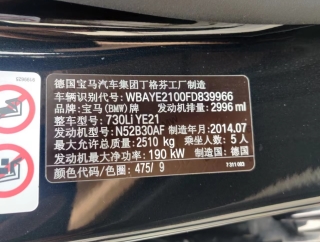 德国宝马汽车集团丁格芬工厂制造
车辆识别代号: WBAYE2100FD839966
品牌: 宝马(BMW)牌 发动机排量: 2996 ml
整车型号: 730Li YE21
发动机型号: N52B30AF 制造年月: 2014.07
最大允许总质量: 2510 kg 乘坐人数: 5人
发动机最大净功率: 190 kW 制造国: 德国
颜色代码/色圈: 475/ 9
7311083